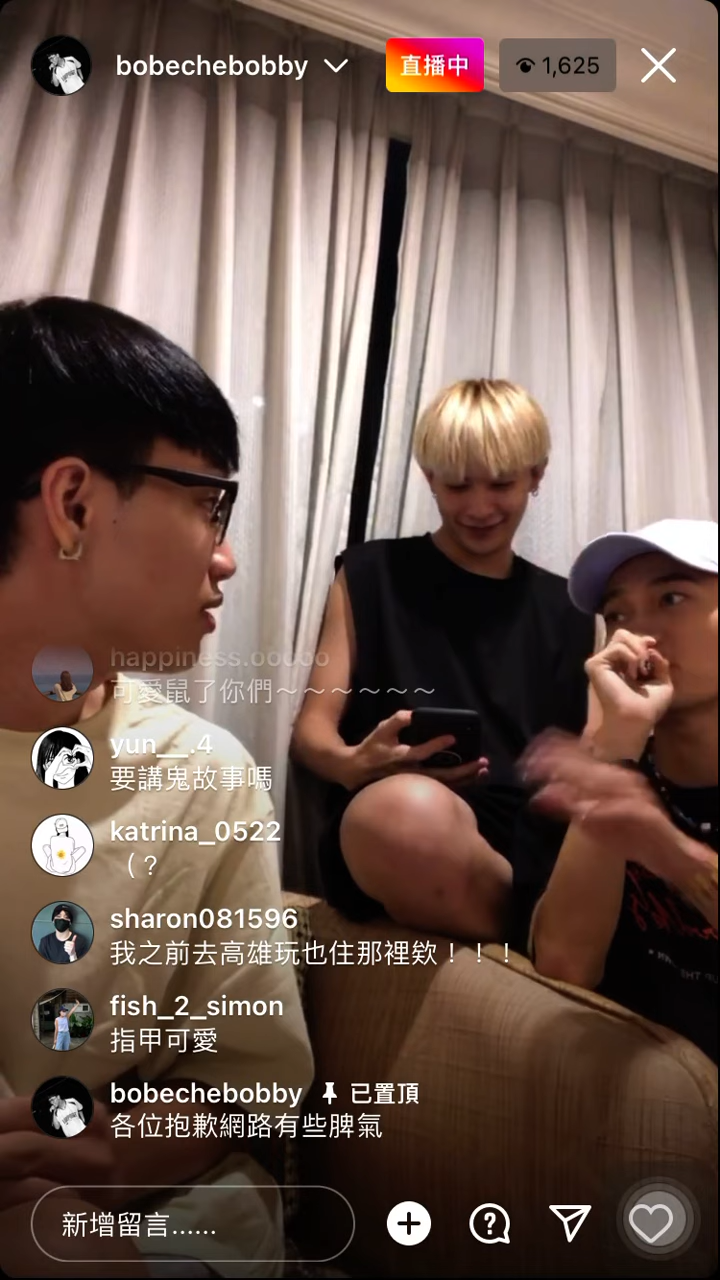 bobechebobby
直播中
1,625
happiness.ooooo
可愛鼠了你們～～～～～～
yun__.4
要講鬼故事嗎
katrina_0522
（？
sharon081596
我之前去高雄玩也住那裡欸！！！
fish_2_simon
指甲可愛
bobechebobby 已置頂
各位抱歉網路有些脾氣
新增留言......